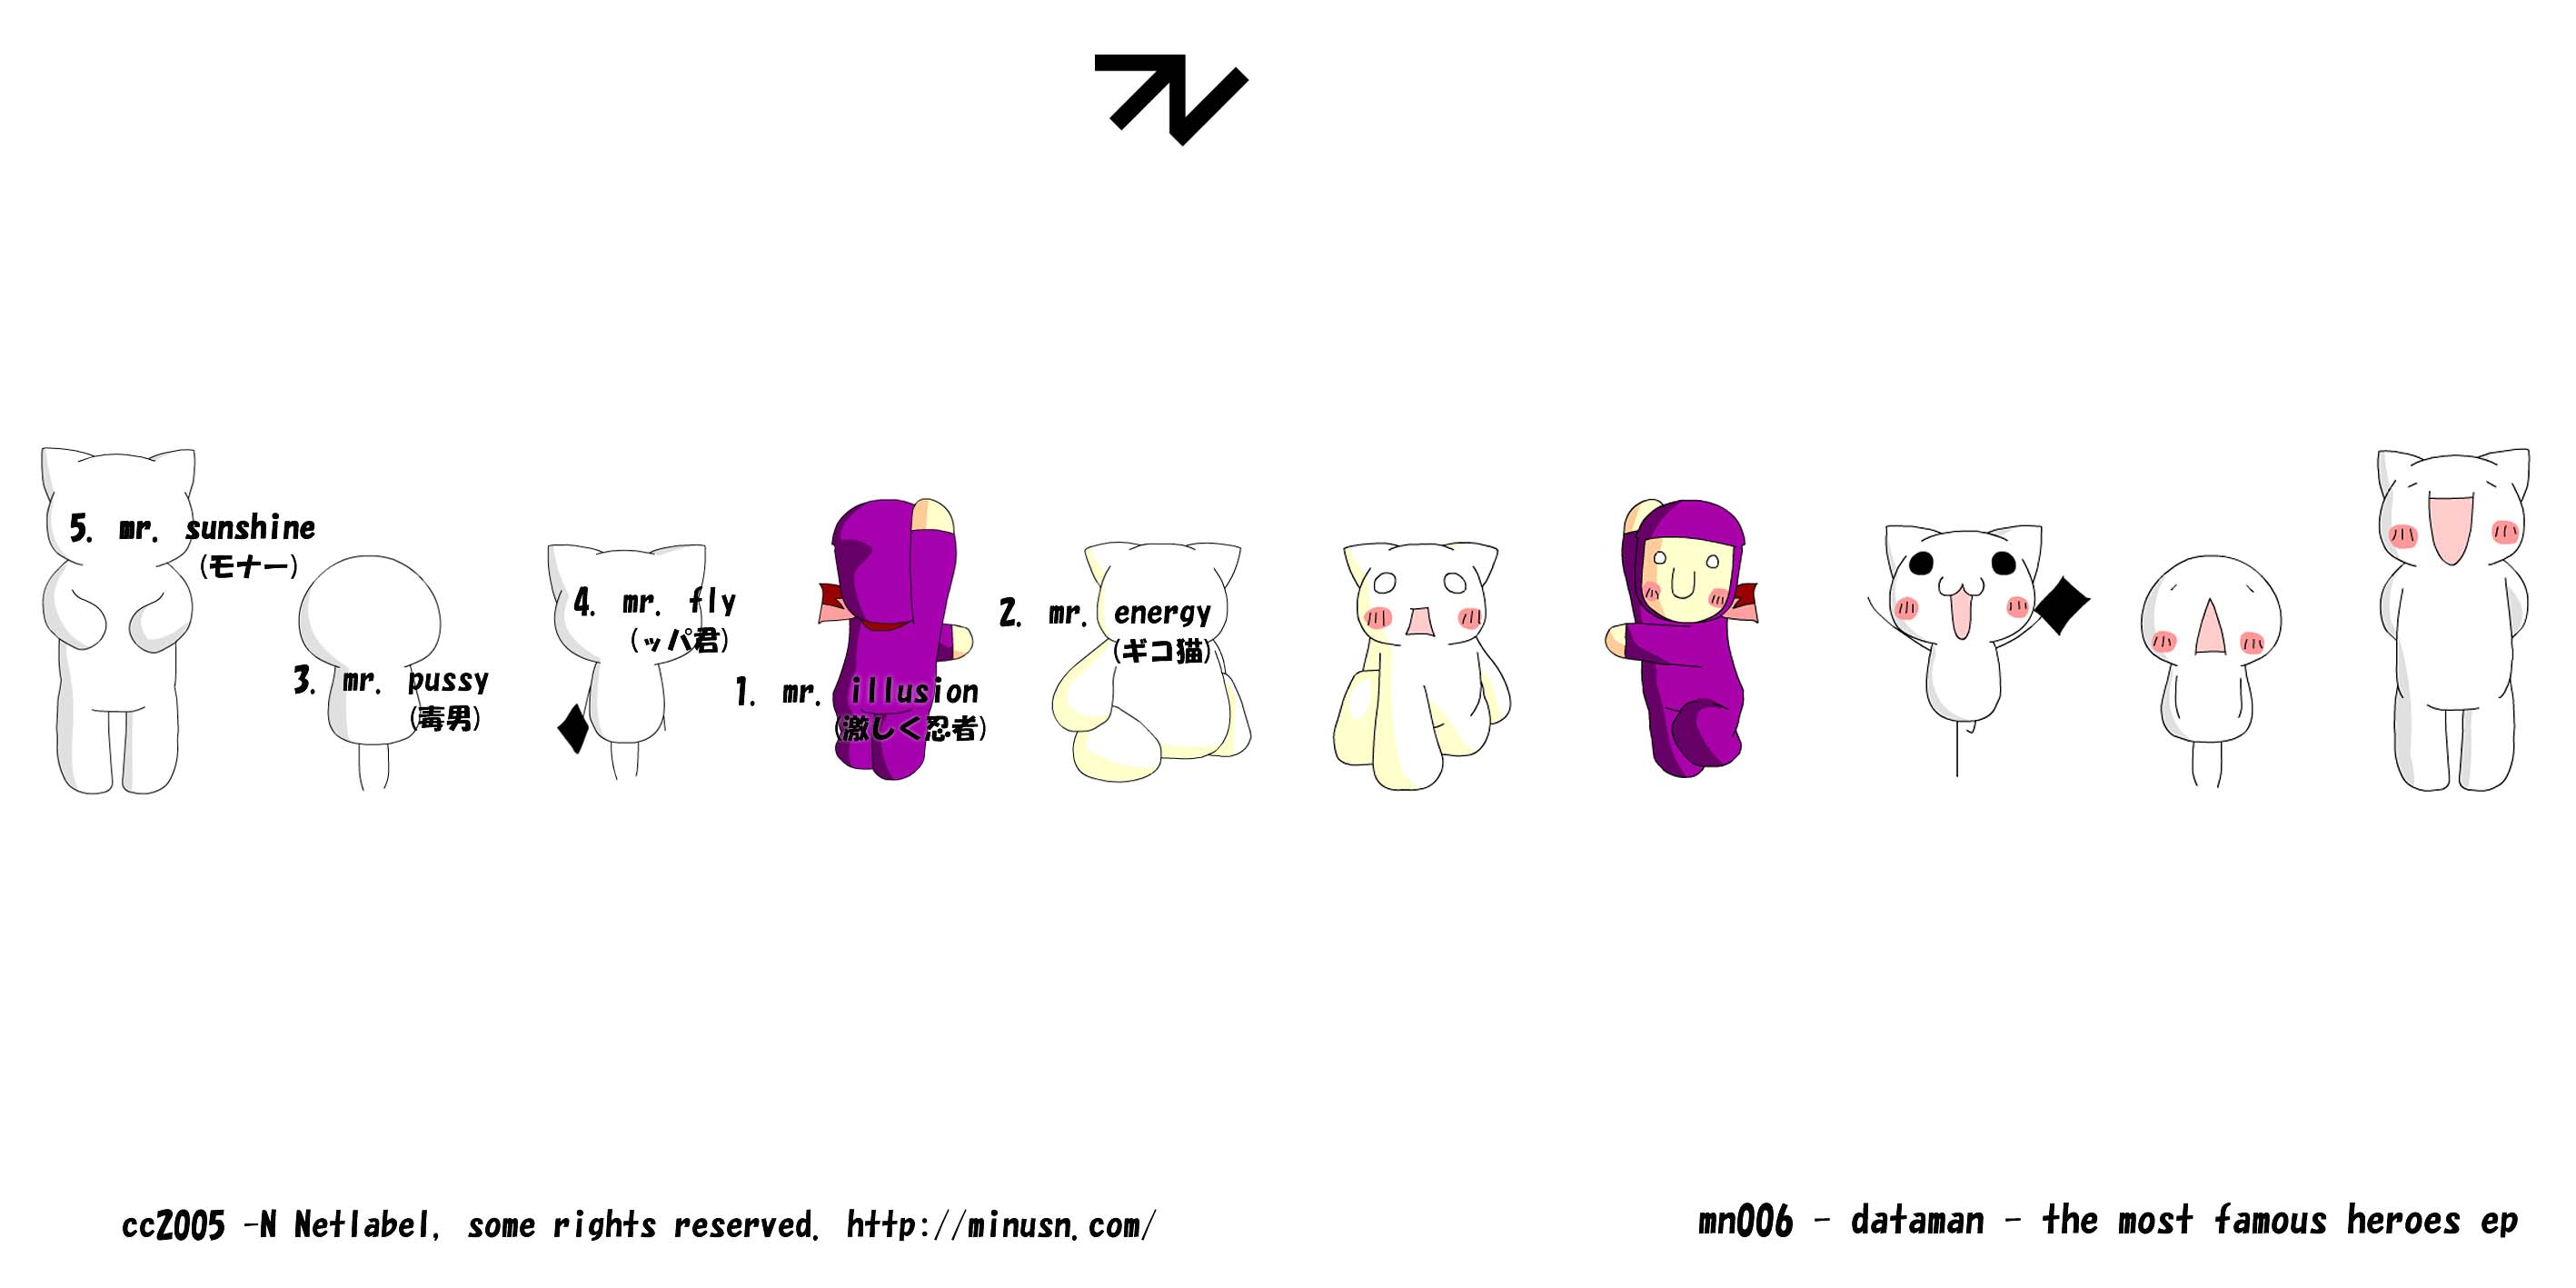 5. mr. sunshine
(モナー)
3. mr. pussy
(毒男)
4. mr. fly
(ッパ君)
1. mr. illusion
(激しく忍者)
2. mr. energy
(ギコ猫)
cc2005 -N Netlabel, some rights reserved. http://minusn.com/
mn006 - dataman - the most famous heroes ep